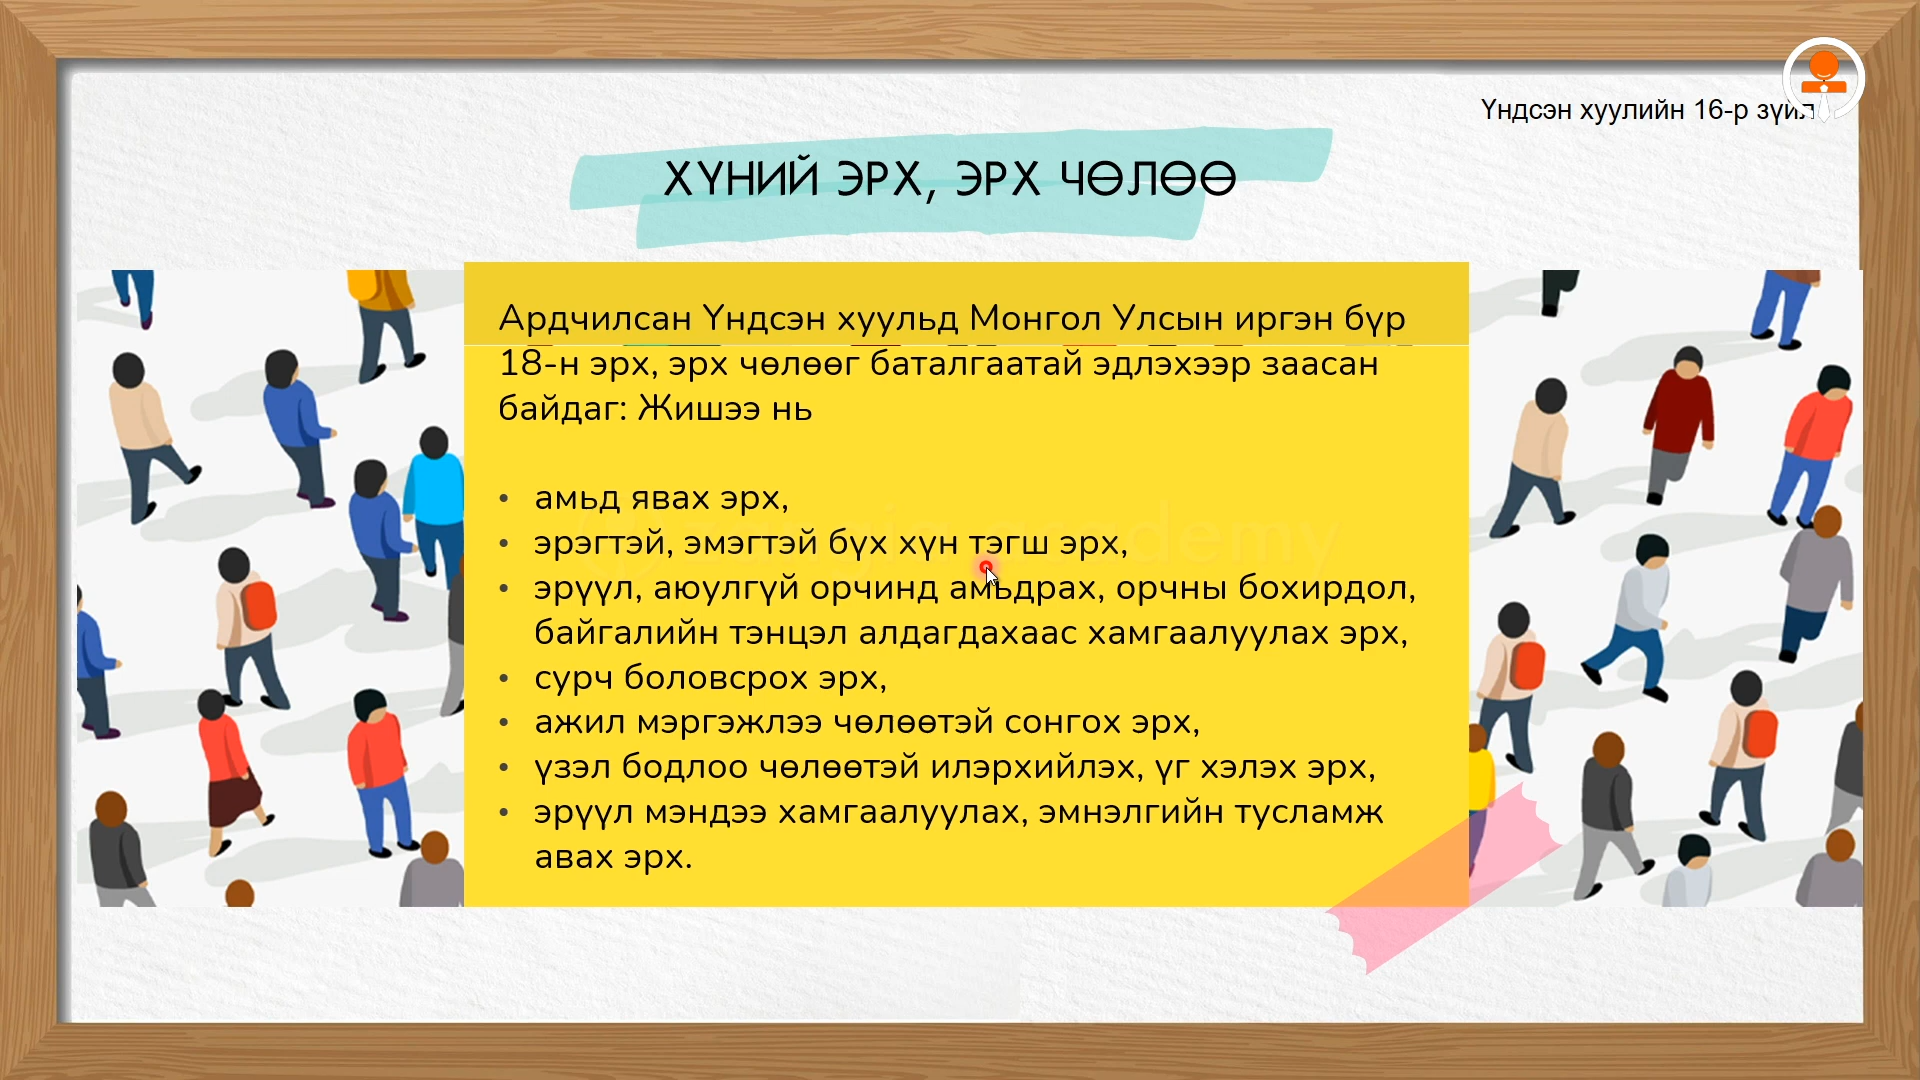 Үндсэн хуулийн 16-р зүйл
ХҮНИЙ ЭРХ, ЭРХ ЧӨЛӨӨ
Ардчилсан Үндсэн хуульд Монгол Улсын иргэн бүр
18-н эрх, эрх чөлөөг баталгаатай эдлэхээр заасан
байдаг: Жишээ нь
• амьд явах эрх,
• эрэгтэй, эмэгтэй бүх хүн тэгш эрх,
• эрүүл, аюулгүй орчинд амьдрах, орчны бохирдол,
байгалийн тэнцэл алдагдахаас хамгаалуулах эрх,
• сурч боловсрох эрх,
• ажил мэргэжлээ чөлөөтэй сонгох эрх,
• үзэл бодлоо чөлөөтэй илэрхийлэх, үг хэлэх эрх,
• эрүүл мэндээ хамгаалуулах, эмнэлгийн тусламж
авах эрх.
zangia academy